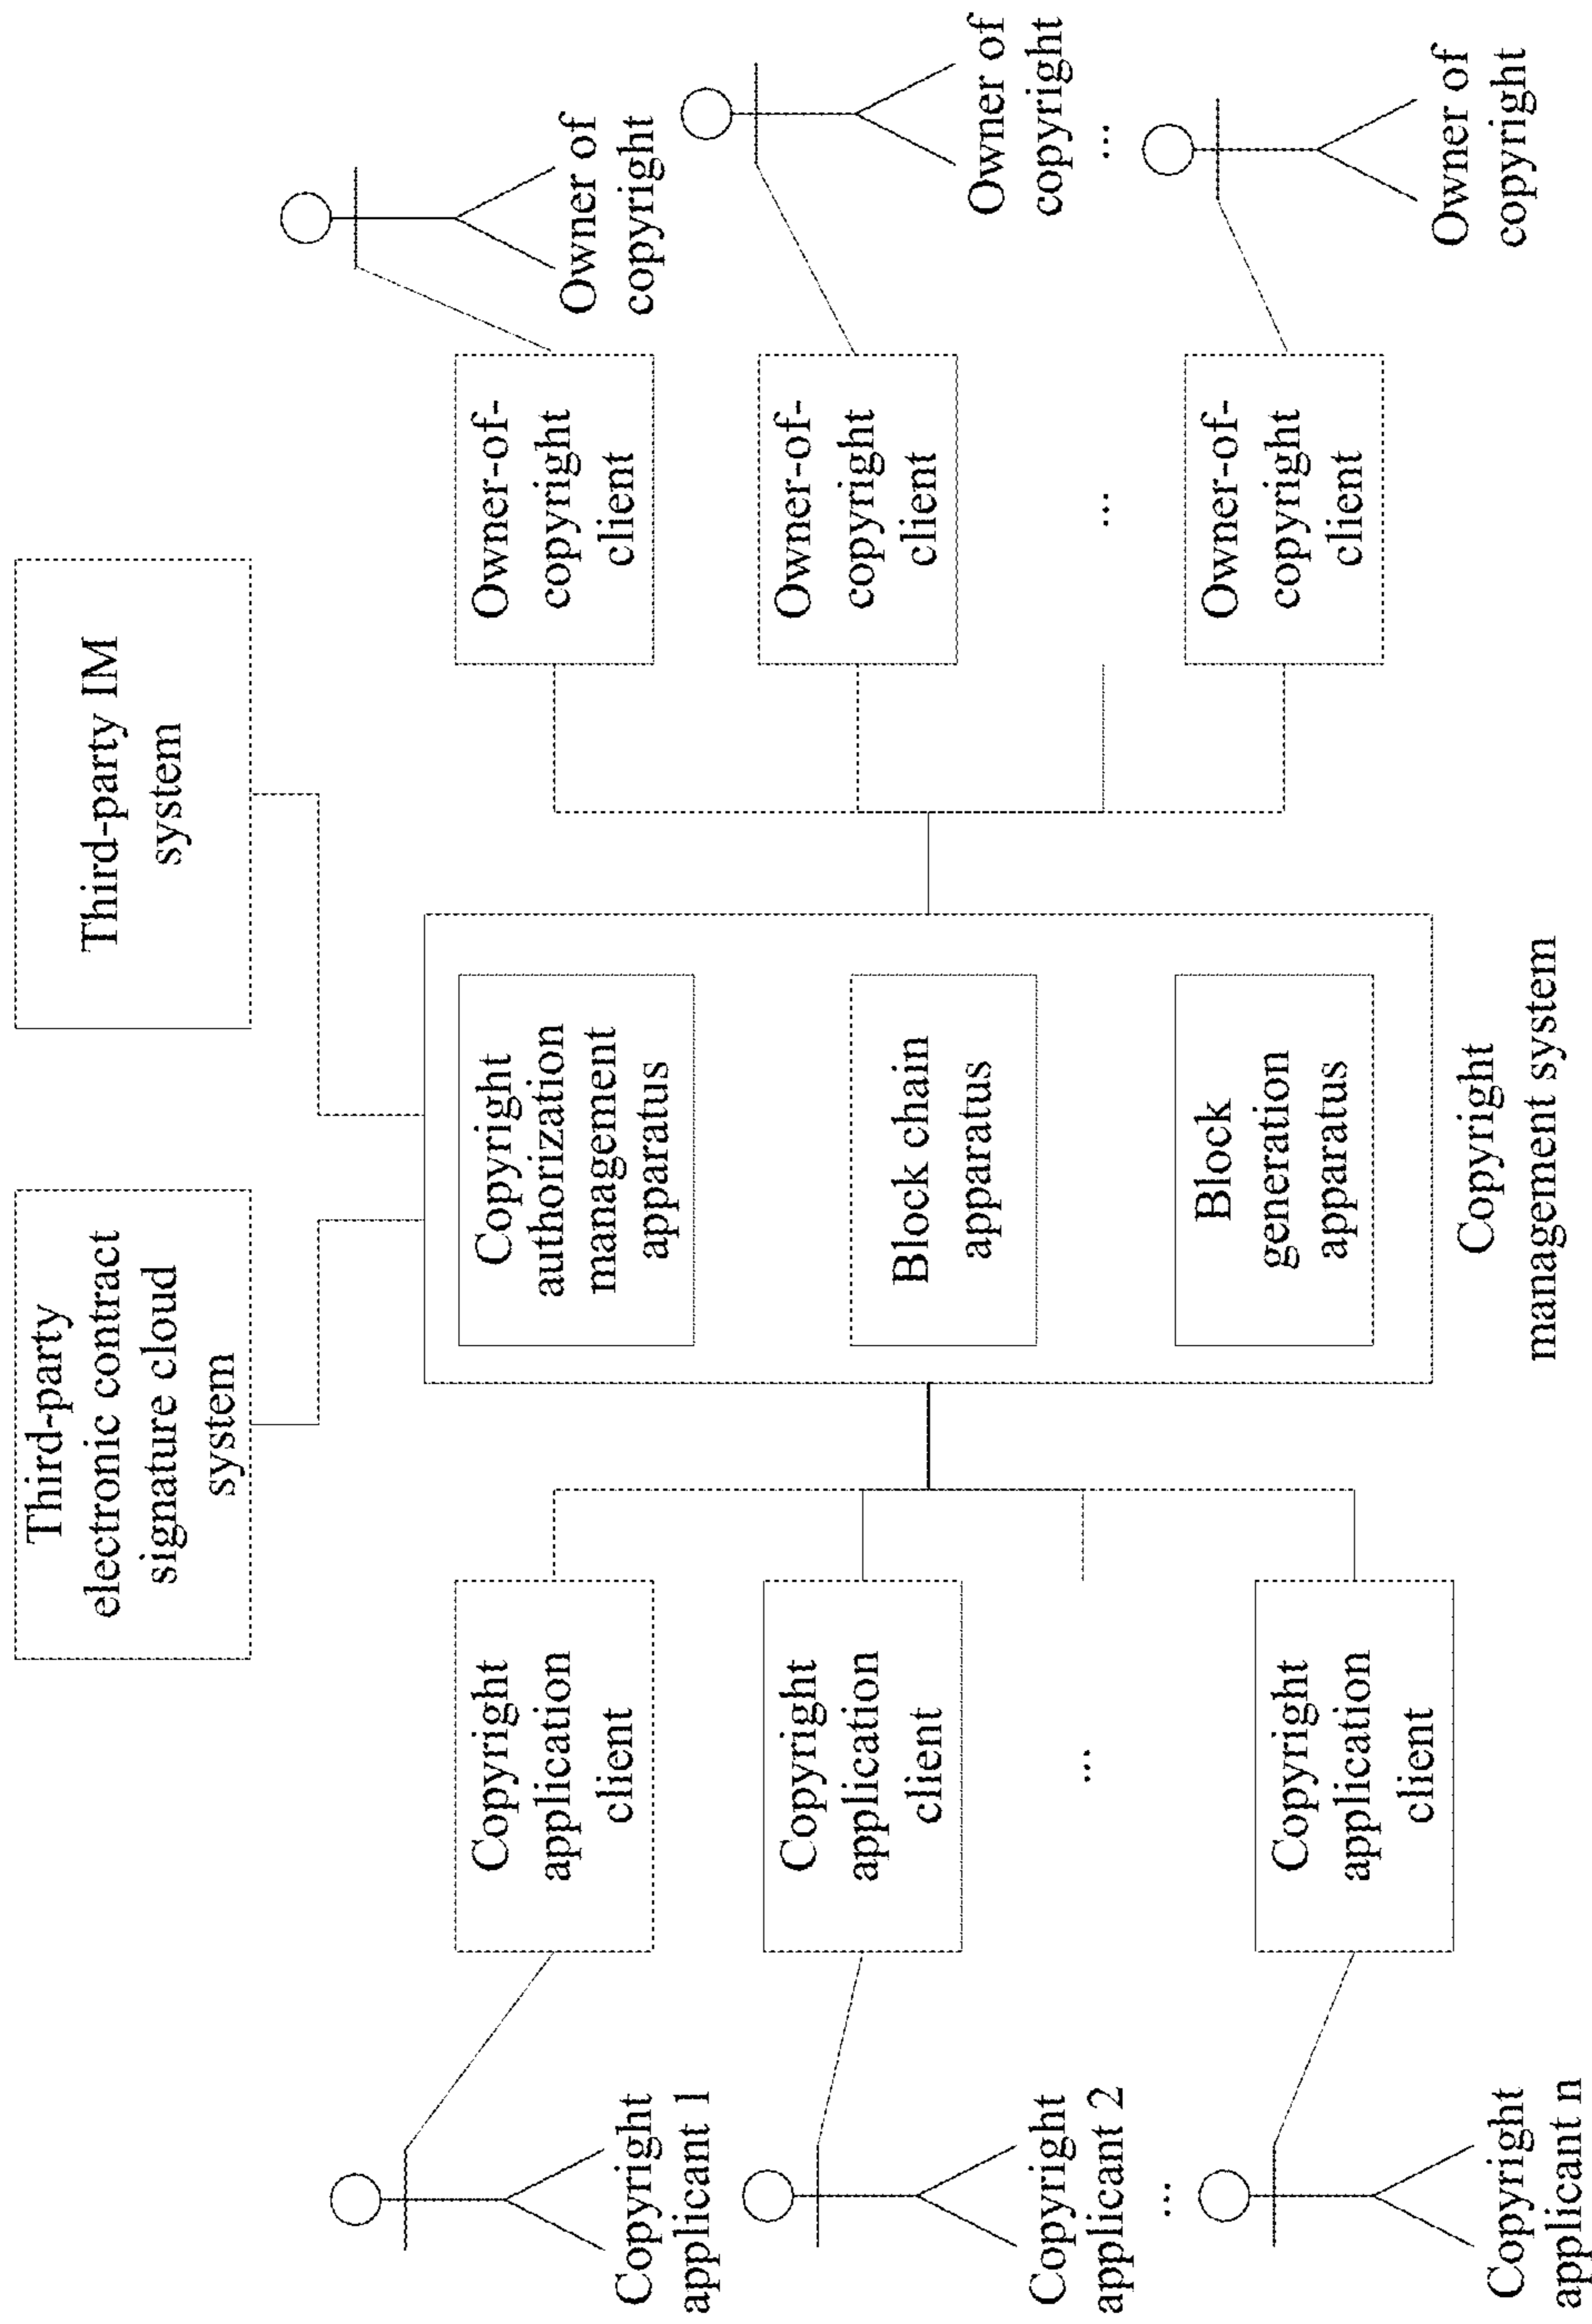 Third-party
electronic contract
signature cloud
system
Third-party IM
system
Copyright
applicant 1
Copyright
application
client
Copyright
authorization
management
apparatus
Owner-of-
copyright
client
Owner of
copyright
Copyright
applicant 2
Copyright
application
client
Block chain
apparatus
Owner-of-
copyright
client
Owner of
copyright
...
...
...
...
Copyright
applicant n
Copyright
application
client
Block
generation
apparatus
Owner-of-
copyright
client
Owner of
copyright
Copyright
management system